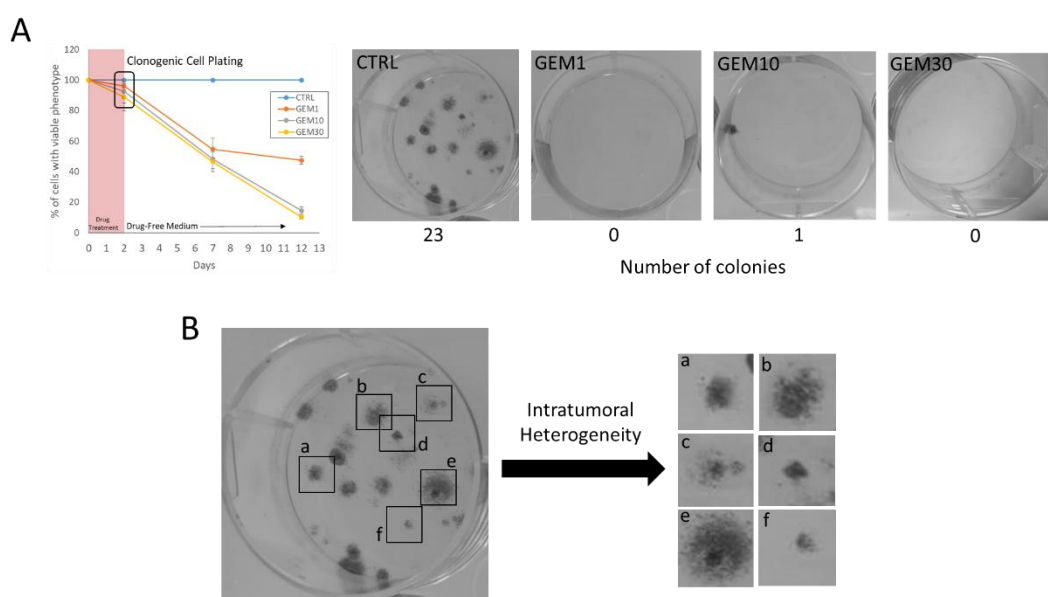 A
120
100
80
60
40
20
0
% of cells with viable phenotype
Clonogenic Cell Plating
CTRL
GEM1
GEM10
GEM30
Drug
Treatment
Drug-Free Medium
0 1 2 3 4 5 6 7 8 9 10 11 12 13
Days
CTRL
GEM1
GEM10
GEM30
23
0
1
0
Number of colonies
B
a
b
c
d
e
f
Intratumoral
Heterogeneity
a
b
c
d
e
f